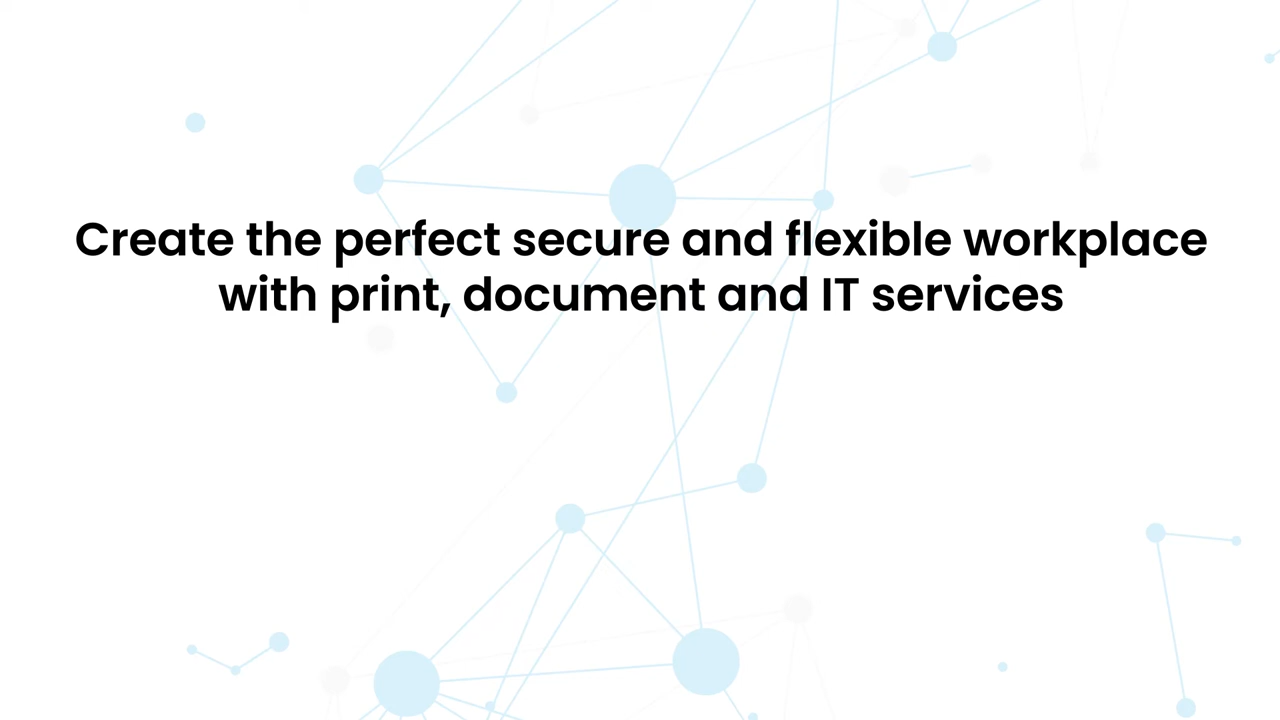 Create the perfect secure and flexible workplace
with print, document and IT services